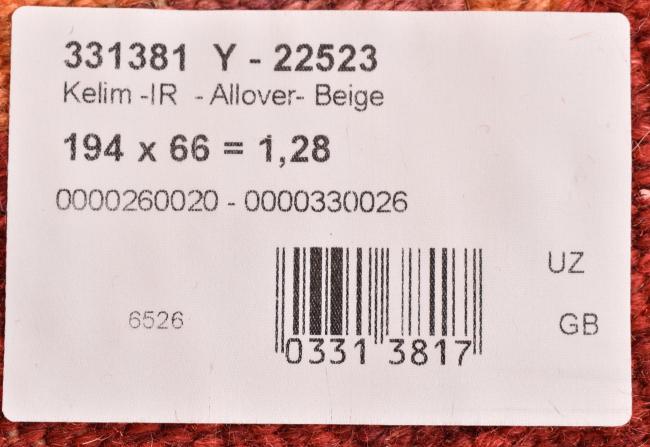 331381 Y - 22523
Kelim -IR - Allover- Beige
194 x 66 = 1,28
0000260020 - 0000330026
UZ
6526
GB
0331 3817